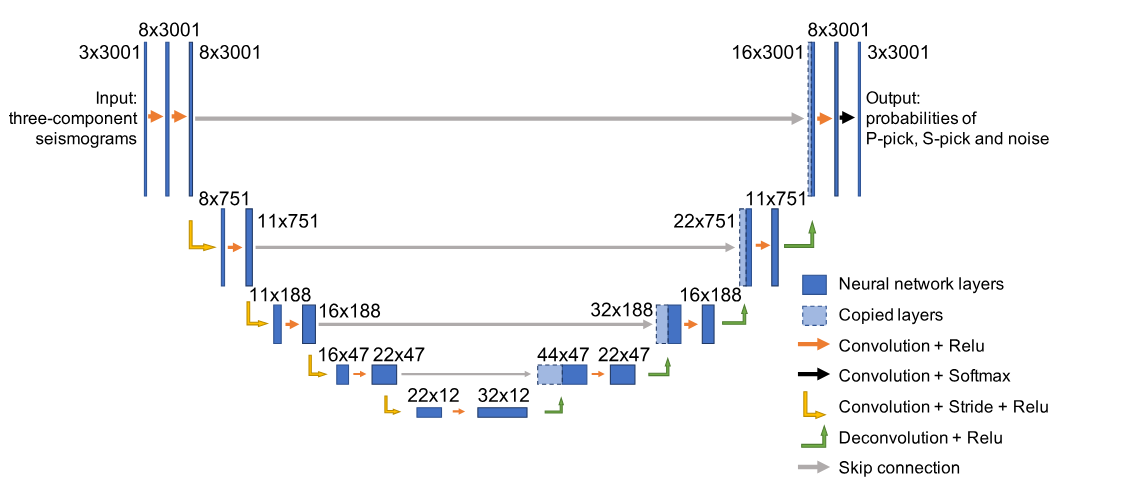 8x3001
3x3001
8x3001
Input:
three-component
seismograms
8x3001
16x3001
3x3001
Output:
probabilities of
P-pick, S-pick and noise
8x751
11x751
22x751
11x751
11x188
16x188
32x188
16x188
16x47
22x47
44x47
22x47
22x12
32x12
Neural network layers
Copied layers
Convolution + Relu
Convolution + Softmax
Convolution + Stride + Relu
Deconvolution + Relu
Skip connection